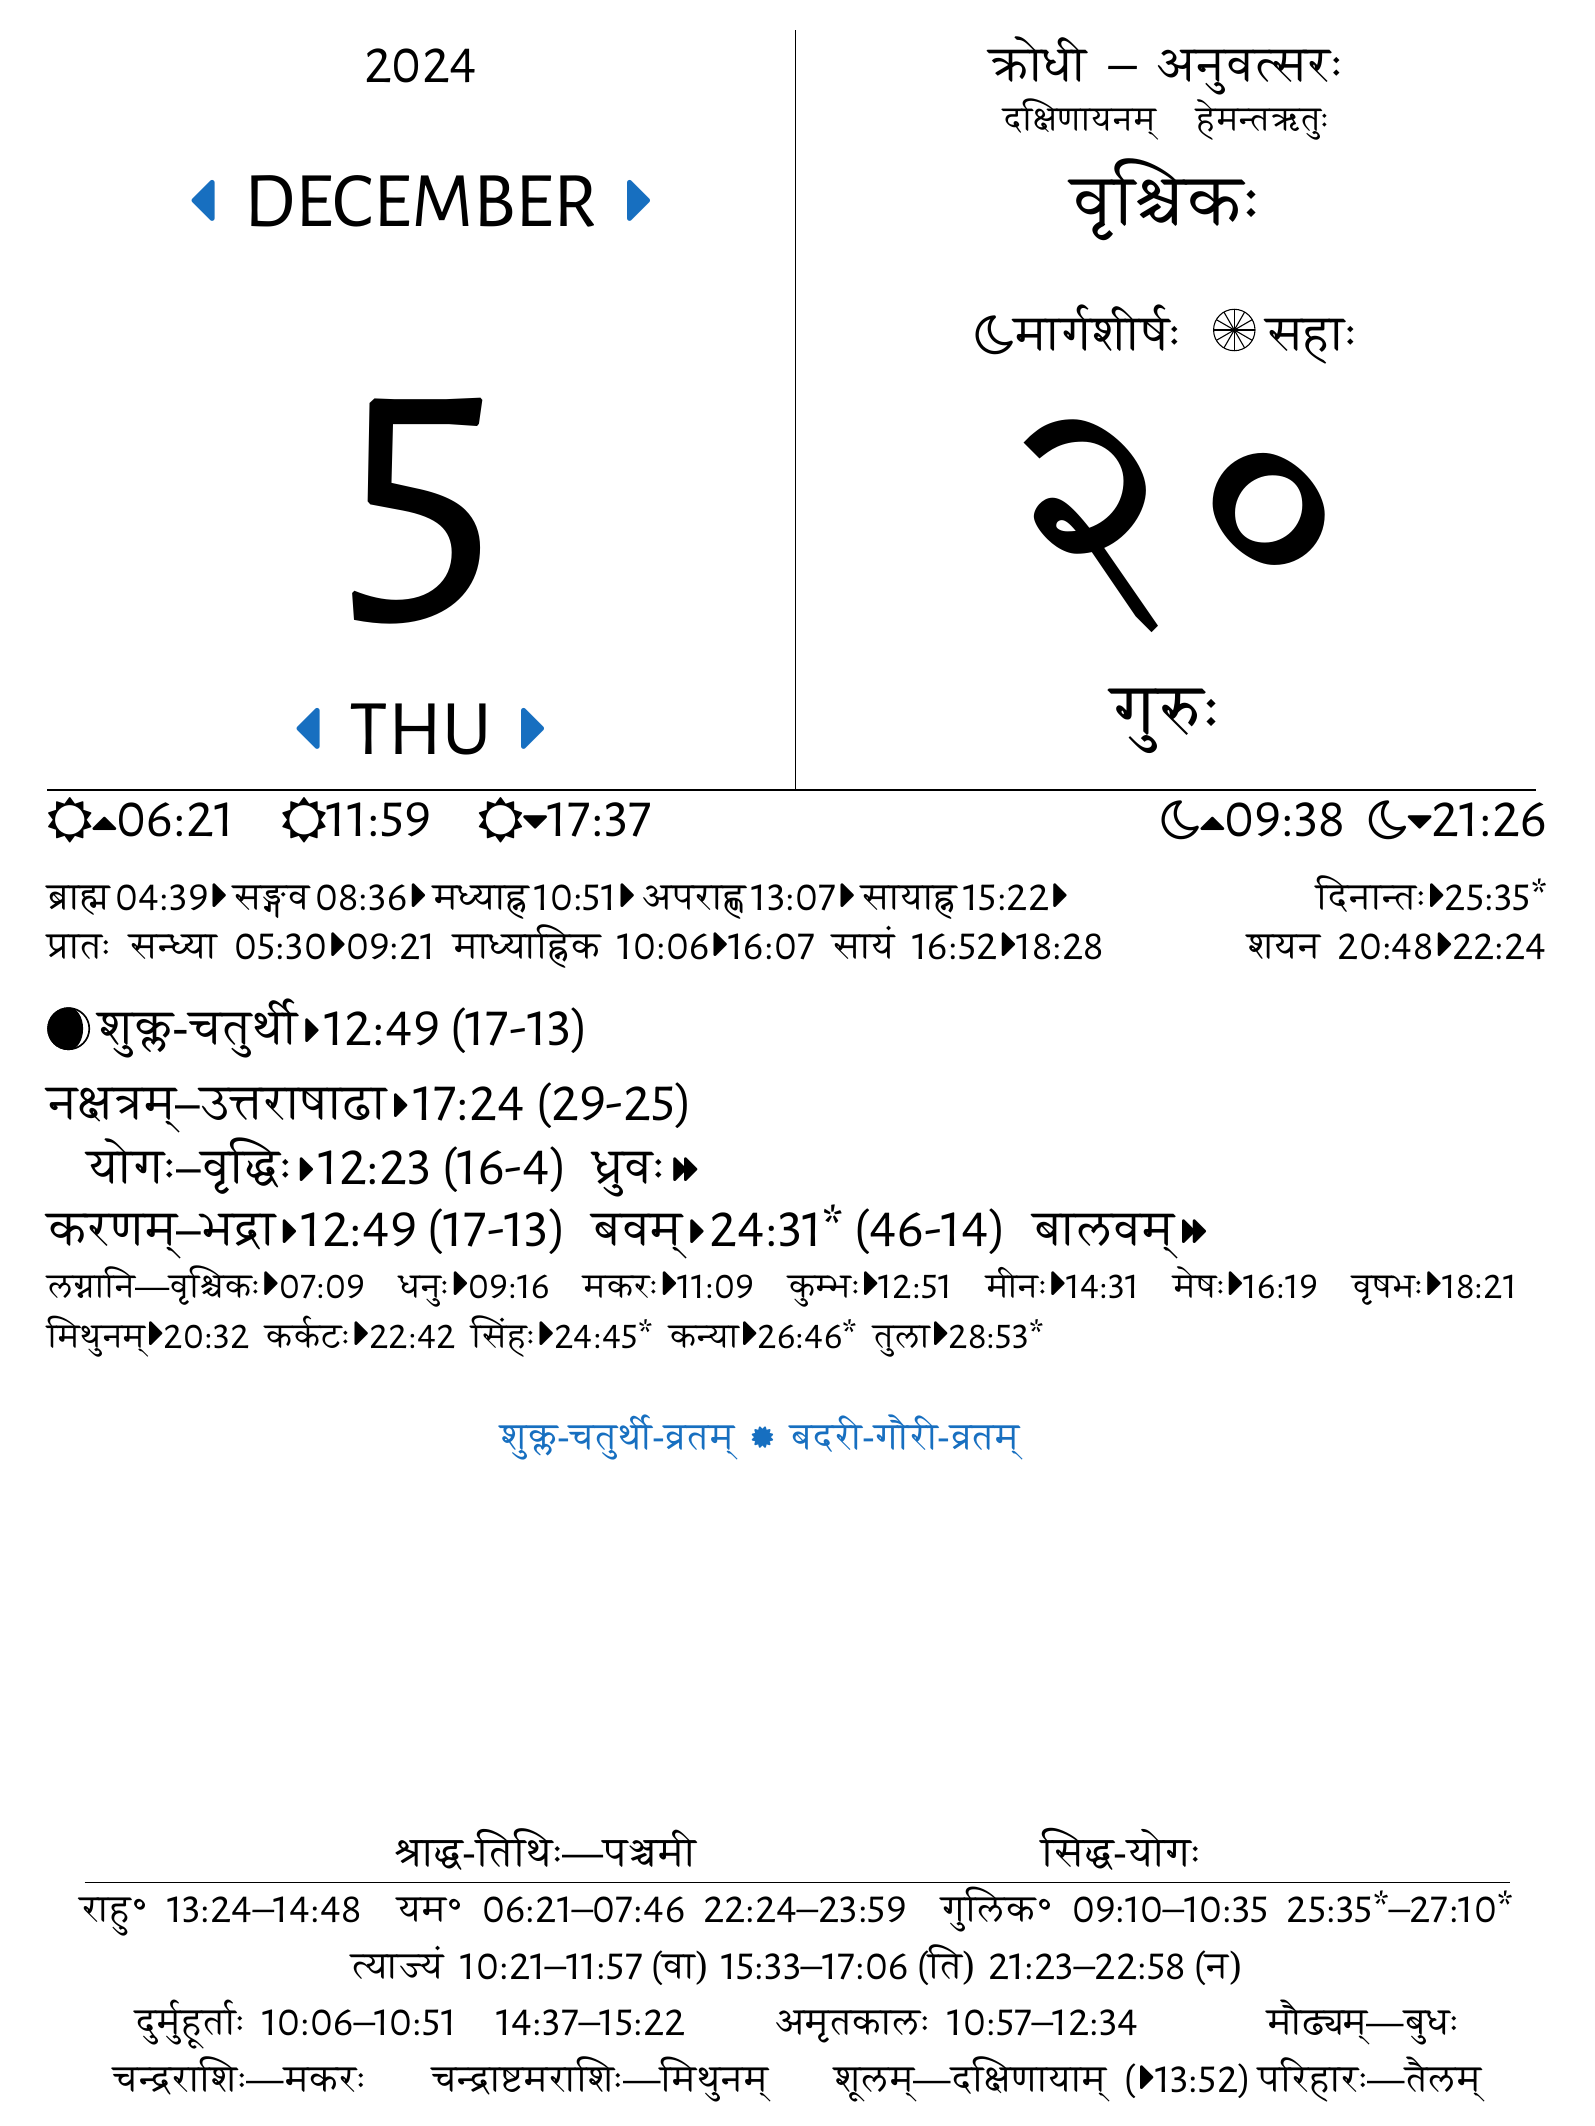 2024
DECEMBER
5
THU
क्रोधी – अनुवत्सरः
दक्षिणायनम् हेमन्तऋतुः
वृश्चिकः
मार्गशीर्षः सहाः
२०
गुरुः
06:21 11:59 17:37 09:38 21:26
ब्राह्म 04:39 सङ्गव 08:36 मध्याह्न 10:51 अपराह्ण 13:07 सायाह्न 15:22 दिनान्तः 25:35*
प्रातः सन्ध्या 05:30 09:21 माध्याह्निक 10:06 16:07 सायं 16:52 18:28 शयन 20:48 22:24
शुक्ल-चतुर्थी 12:49 (17-13)
नक्षत्रम्–उत्तराषाढा 17:24 (29-25)
योगः–वृद्धिः 12:23 (16-4) ध्रुवः
करणम्–भद्रा 12:49 (17-13) बवम् 24:31* (46-14) बालवम्
लग्नानि—वृश्चिकः 07:09 धनुः 09:16 मकरः 11:09 कुम्भः 12:51 मीनः 14:31 मेषः 16:19 वृषभः 18:21
मिथुनम् 20:32 कर्कटः 22:42 सिंहः 24:45* कन्या 26:46* तुला 28:53*
शुक्ल-चतुर्थी-व्रतम् बदरी-गौरी-व्रतम्
श्राद्ध-तिथिः—पञ्चमी सिद्ध-योगः
राहु॰ 13:24–14:48 यम॰ 06:21–07:46 22:24–23:59 गुलिक॰ 09:10–10:35 25:35*–27:10*
त्याज्यं 10:21–11:57 (वा) 15:33–17:06 (ति) 21:23–22:58 (न)
दुर्मुहूर्ताः 10:06–10:51 14:37–15:22 अमृतकालः 10:57–12:34 मौढ्यम्—बुधः
चन्द्रराशिः—मकरः चन्द्राष्टमराशिः—मिथुनम् शूलम्—दक्षिणायाम् (13:52) परिहारः—तैलम्